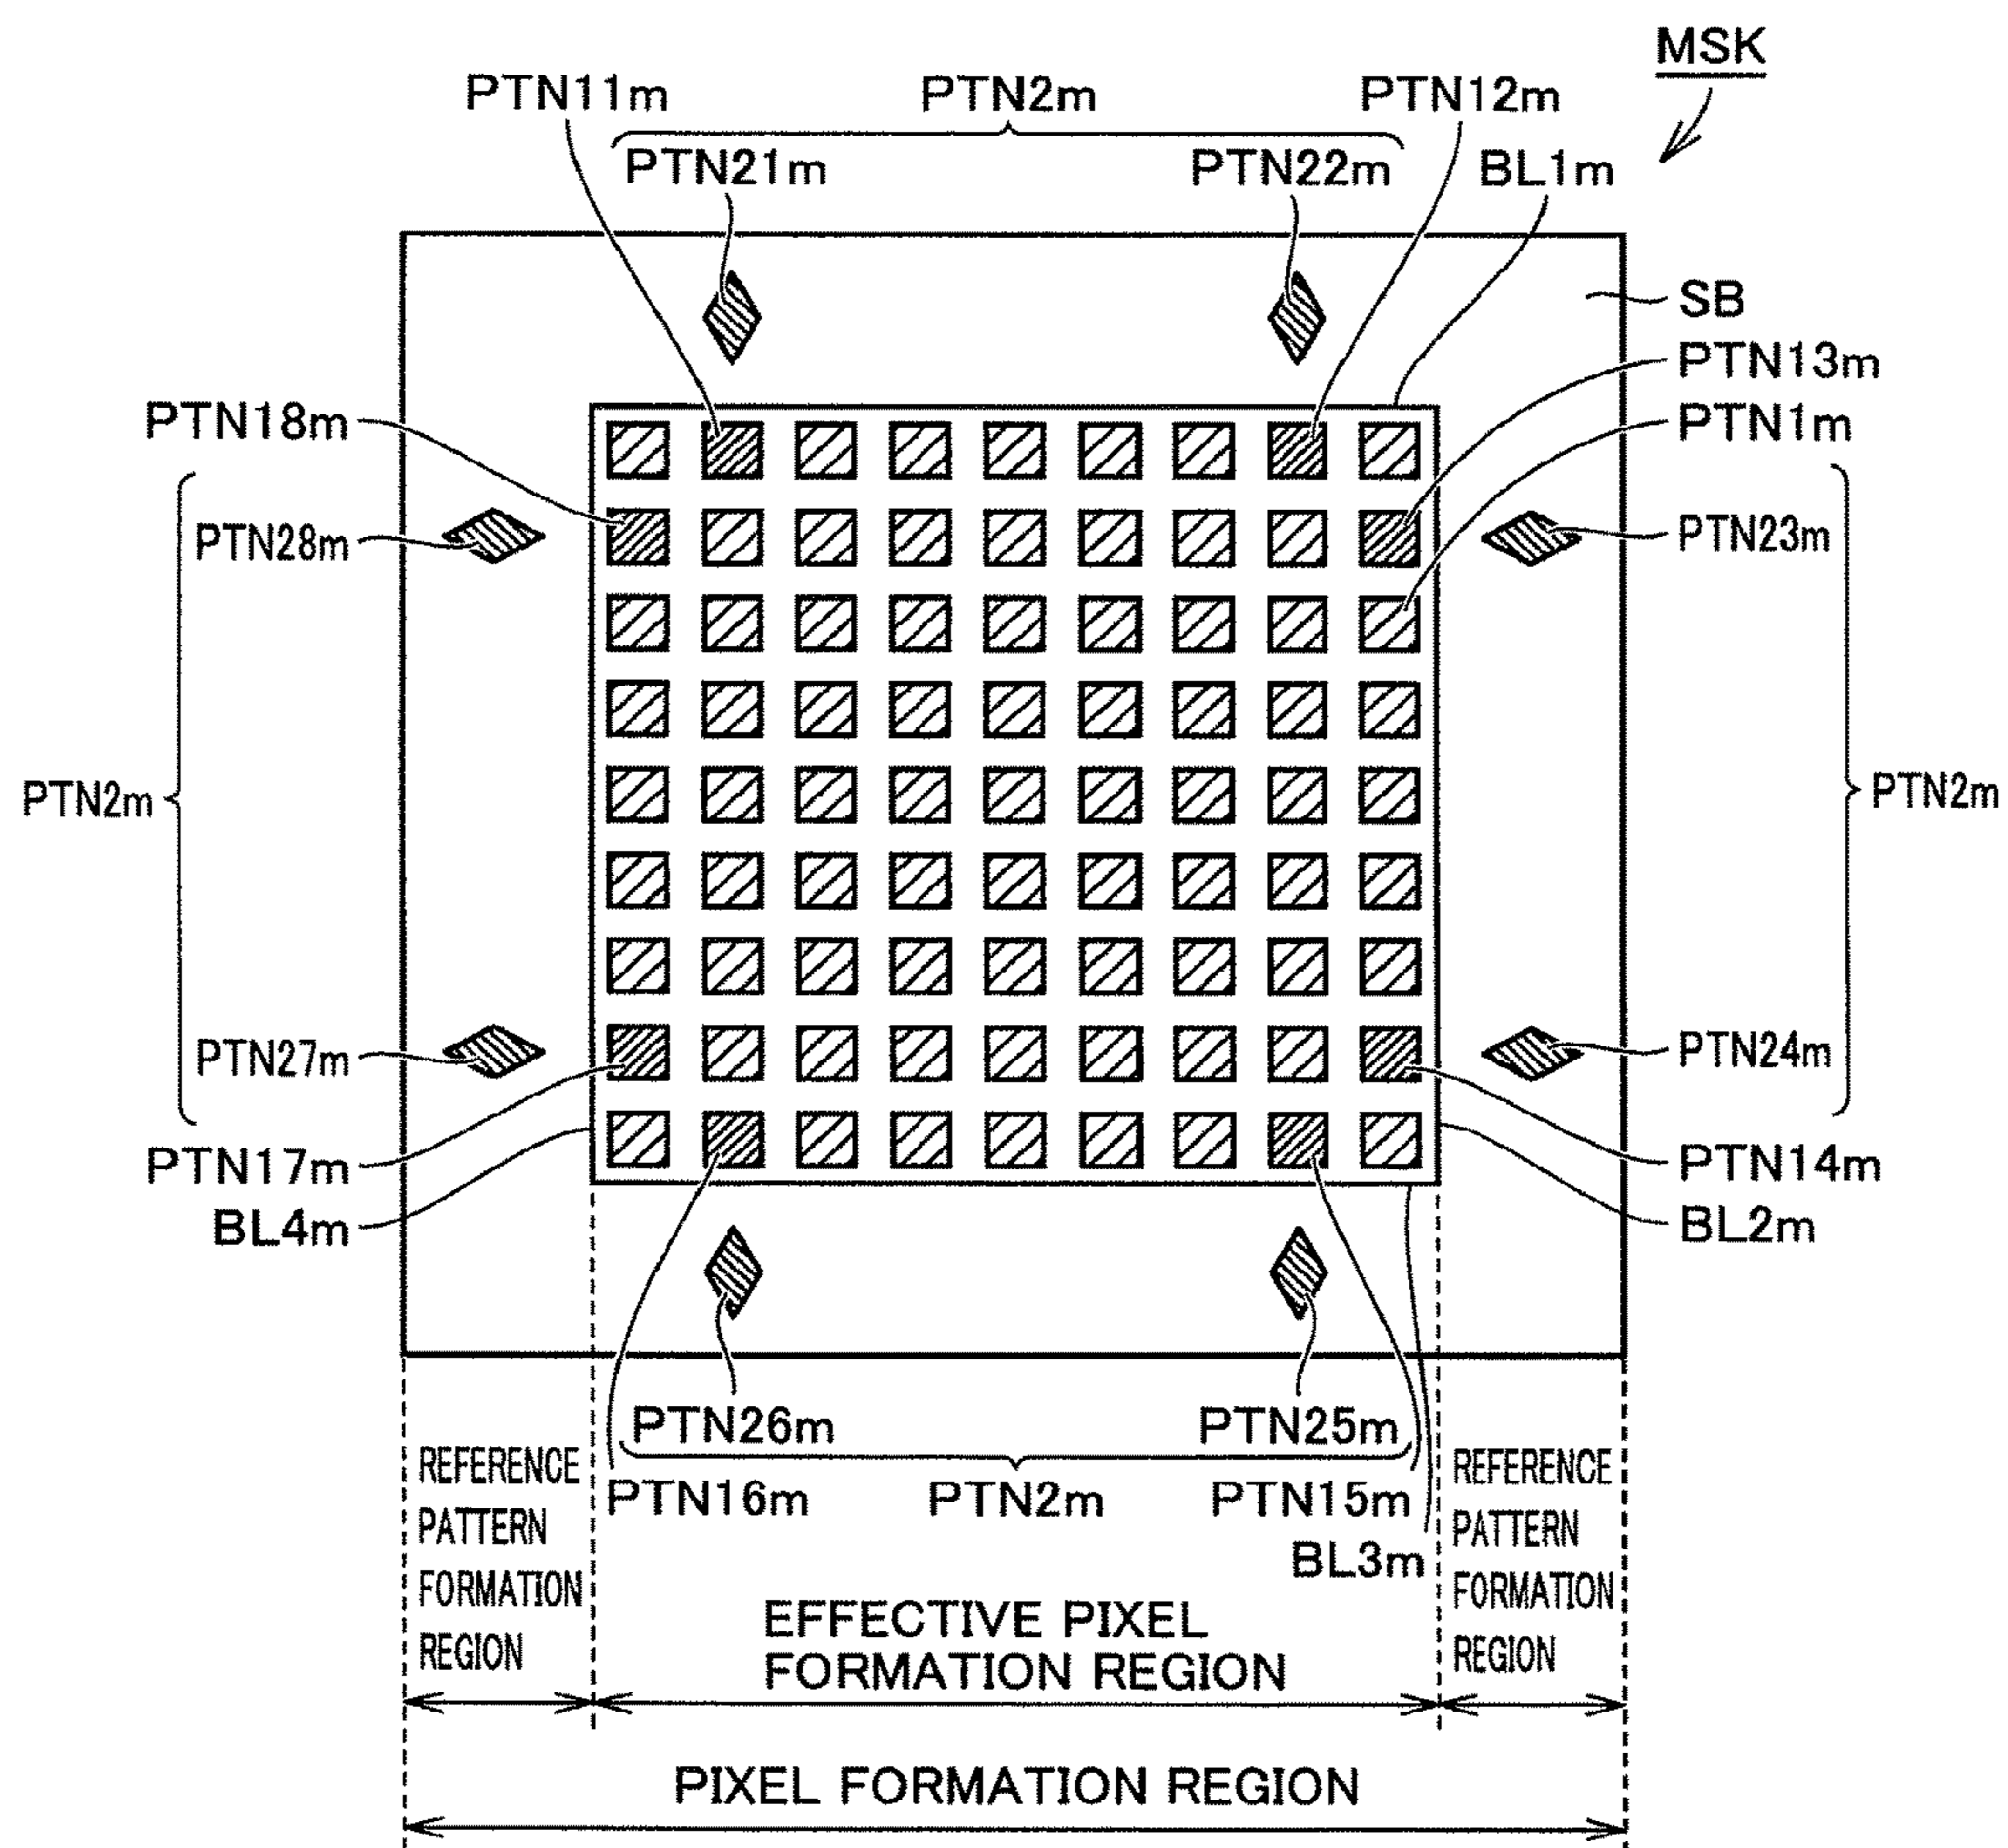 MSK
PTN11m
PTN2m
PTN12m
PTN21m
PTN22m
BL1m
SB
PTN13m
PTN18m
PTN1m
PTN28m
PTN23m
PTN2m
PTN2m
PTN27m
PTN24m
PTN17m
PTN14m
BL4m
BL2m
PTN26m
PTN25m
PTN16m
PTN2m
PTN15m
BL3m
REFERENCE
PATTERN
FORMATION
REGION
EFFECTIVE PIXEL
FORMATION REGION
REFERENCE
PATTERN
FORMATION
REGION
PIXEL FORMATION REGION